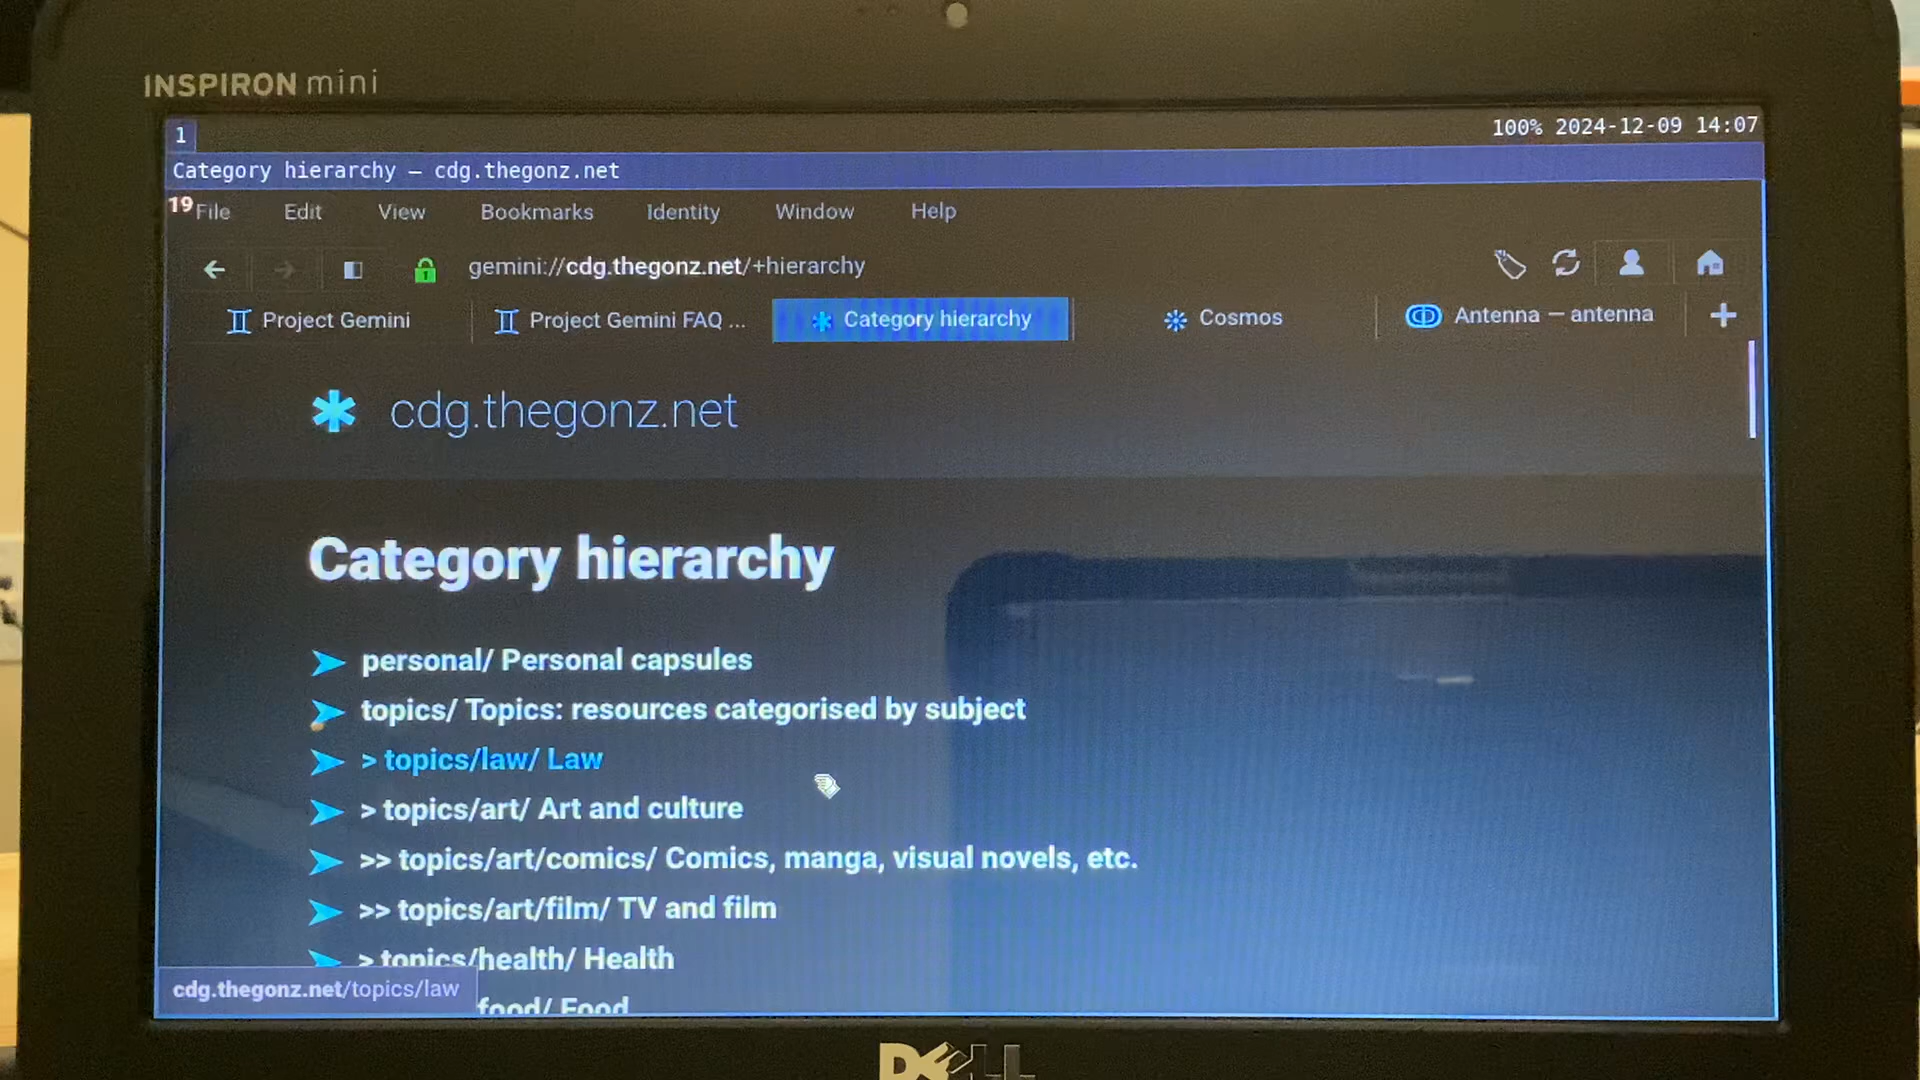 INSPIRON mini
1
100% 2024-12-09 14:07
Category hierarchy — cdg.thegonz.net
19
File Edit View Bookmarks Identity Window Help
gemini://cdg.thegonz.net/+hierarchy
Project Gemini
Project Gemini FAQ ...
Category hierarchy
Cosmos
Antenna — antenna
+
cdg.thegonz.net
Category hierarchy
personal/ Personal capsules
topics/ Topics: resources categorised by subject
> topics/law/ Law
> topics/art/ Art and culture
>> topics/art/comics/ Comics, manga, visual novels, etc.
>> topics/art/film/ TV and film
> topics/health/ Health
food/ Food
cdg.thegonz.net/topics/law
DELL